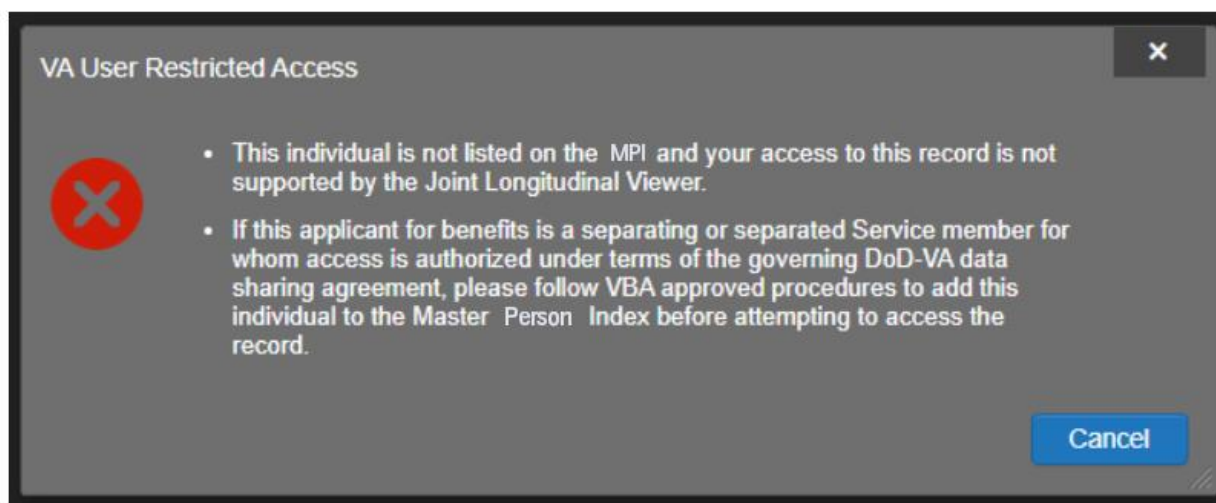 VA User Restricted Access
×
• This individual is not listed on the MPI and your access to this record is not
supported by the Joint Longitudinal Viewer.
• If this applicant for benefits is a separating or separated Service member for
whom access is authorized under terms of the governing DoD-VA data
sharing agreement, please follow VBA approved procedures to add this
individual to the Master Person Index before attempting to access the
record.
Cancel